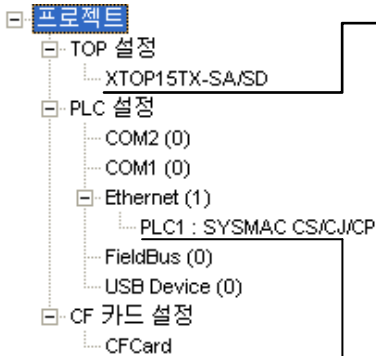 프로젝트
TOP 설정
XTOP15TX-SA/SD
PLC 설정
COM2 (0)
COM1 (0)
Ethernet (1)
PLC1 : SYSMAC CS/CJ/CP
FieldBus (0)
USB Device (0)
CF 카드 설정
CFCard